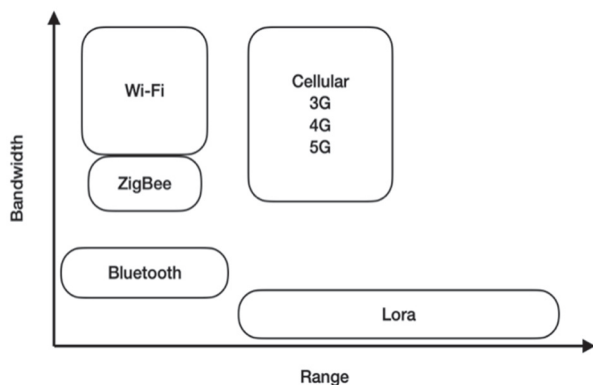 Wi-Fi
Cellular
3G
4G
5G
ZigBee
Bandwidth
Bluetooth
Lora
Range